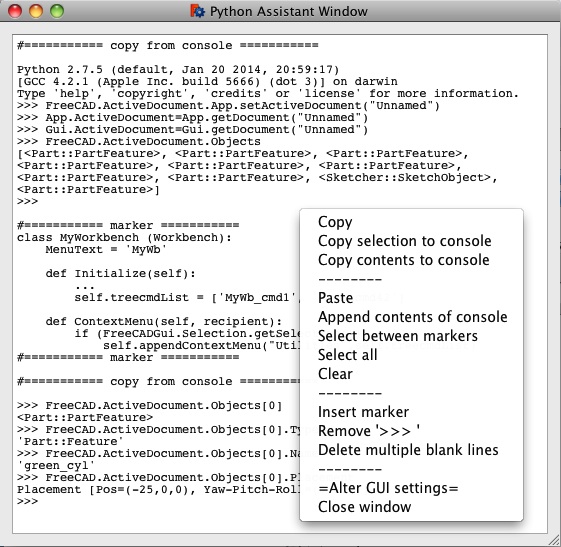 Python Assistant Window
#=========== copy from console ===========
Python 2.7.5 (default, Jan 20 2014, 20:59:17)
[GCC 4.2.1 (Apple Inc. build 5666) (dot 3)] on darwin
Type 'help', 'copyright', 'credits' or 'license' for more information.
>>> FreeCAD.ActiveDocument.App.setActiveDocument("Unnamed")
>>> App.ActiveDocument=App.getDocument("Unnamed")
>>> Gui.ActiveDocument=Gui.getDocument("Unnamed")
>>> FreeCAD.ActiveDocument.Objects
[<Part::PartFeature>, <Part::PartFeature>, <Part::PartFeature>,
<Part::PartFeature>, <Part::PartFeature>, <Part::PartFeature>,
<Part::PartFeature>, <Part::PartFeature>, <Sketcher::SketchObject>,
<Part::PartFeature>]
>>>
#=========== marker ===========
class MyWorkbench (Workbench):
MenuText = 'MyWb'
def Initialize(self):
...
self.treecmdList = ['MyWb_cmd1'
def ContextMenu(self, recipient):
if (FreeCADGui.Selection.getSele
self.appendContextMenu("Util
#=========== marker ===========
#=========== copy from console =====
>>> FreeCAD.ActiveDocument.Objects[0]
<Part::PartFeature>
>>> FreeCAD.ActiveDocument.Objects[0].Ty
'Part::Feature'
>>> FreeCAD.ActiveDocument.Objects[0].Na
'green_cyl'
>>> FreeCAD.ActiveDocument.Objects[0].Pl
Placement [Pos=(-25,0,0), Yaw-Pitch-Roll
>>>
Copy
Copy selection to console
Copy contents to console
--------
Paste
Append contents of console
Select between markers
Select all
Clear
--------
Insert marker
Remove '>>> '
Delete multiple blank lines
--------
=Alter GUI settings=
Close window